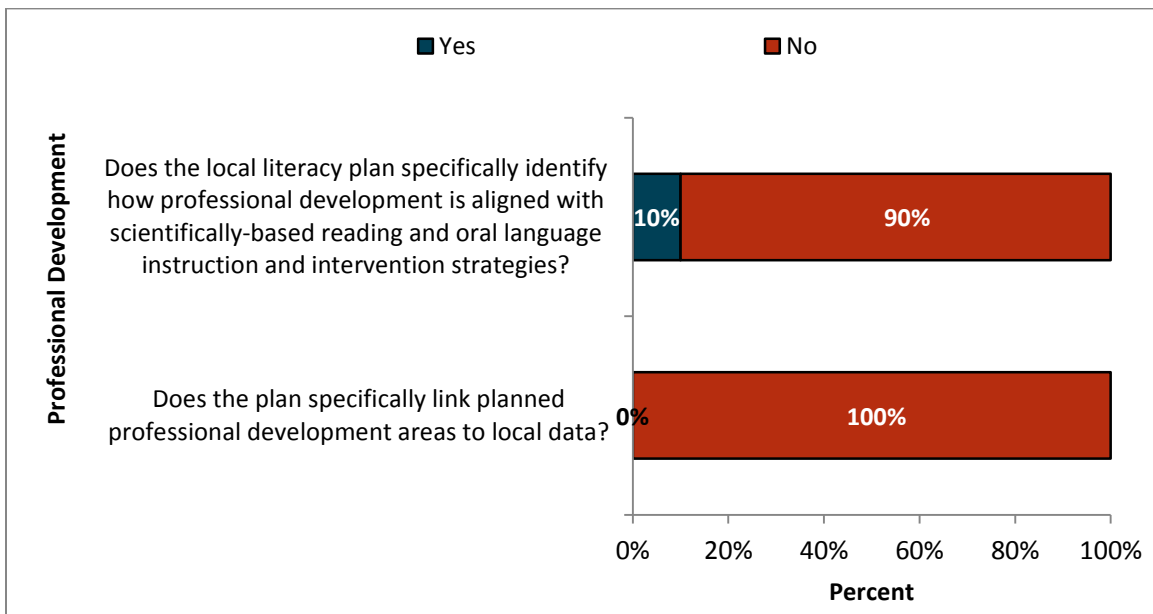 Yes No
Professional Development
Does the local literacy plan specifically identify
how professional development is aligned with
scientifically-based reading and oral language
instruction and intervention strategies?
10% 90%
Does the plan specifically link planned
professional development areas to local data?
0% 100%
0% 20% 40% 60% 80% 100%
Percent